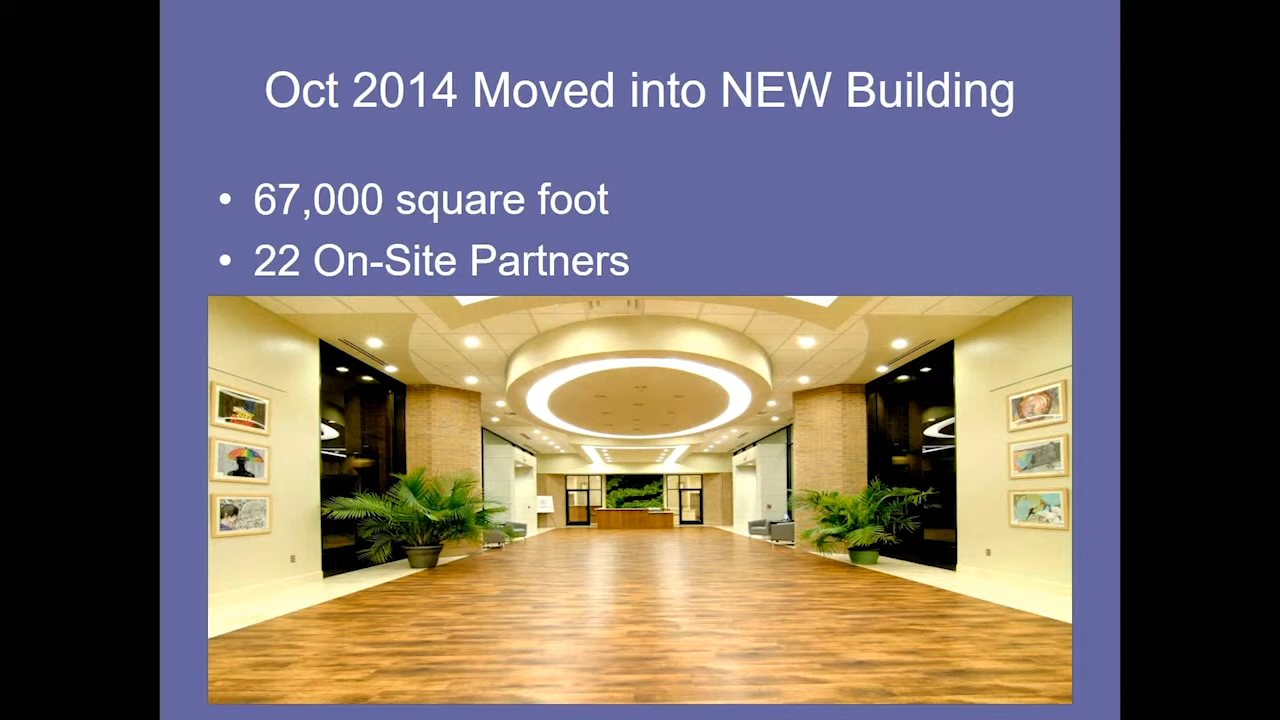 Oct 2014 Moved into NEW Building
• 67,000 square foot
• 22 On-Site Partners